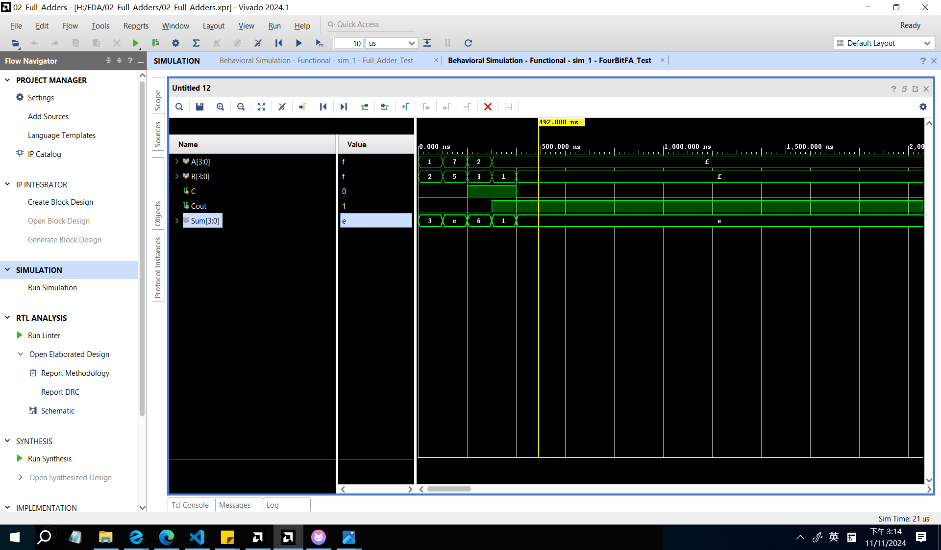 02_Full_Adders - [H:/EDA/02_Full_Adders/02_Full_Adders.xpr] - Vivado 2024.1
File Edit Flow Tools Reports Window Layout View Run Help Quick Access Ready
10 us Default Layout
Flow Navigator SIMULATION Behavioral Simulation - Functional - sim_1 - Full_Adder_Test Behavioral Simulation - Functional - sim_1 - FourBitFA_Test
PROJECT MANAGER
Settings
Add Sources
Language Templates
IP Catalog
IP INTEGRATOR
Create Block Design
Open Block Design
Generate Block Design
SIMULATION
Run Simulation
RTL ANALYSIS
Run Linter
Open Elaborated Design
Report Methodology
Report DRC
Schematic
SYNTHESIS
Run Synthesis
Open Synthesized Design
IMPLEMENTATION
Scope
Sources
Objects
Protocol Instances
Untitled 12
492.000 ns
Name Value 0.000 ns 500.000 ns 1,000.000 ns 1,500.000 ns 2,00
A[3:0] f 1 7 2 f
B[3:0] f 2 5 3 1 f
C 0
Cout 1
Sum[3:0] e 3 e 6 1 e
Tcl Console Messages Log
Sim Time: 21 us
英
下午 3:14
11/11/2024